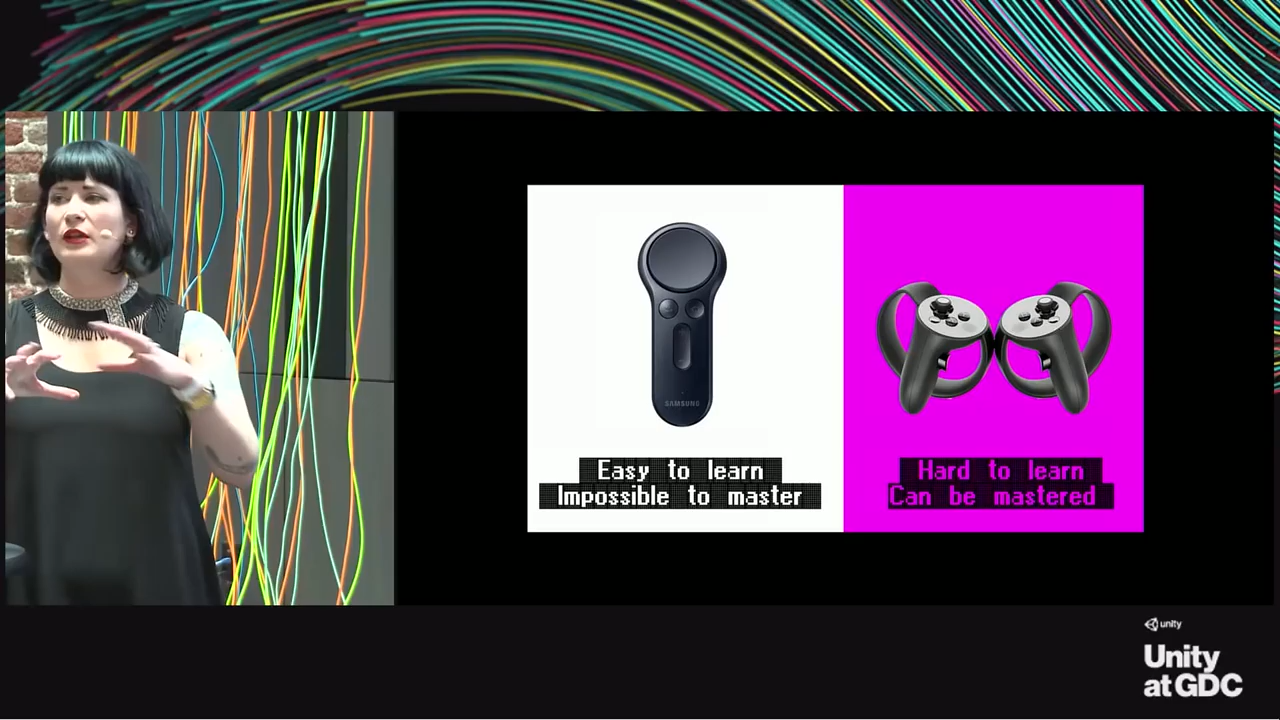 SAMSUNG
Easy to learn
Impossible to master
Hard to learn
Can be mastered
unity
Unity
at GDC